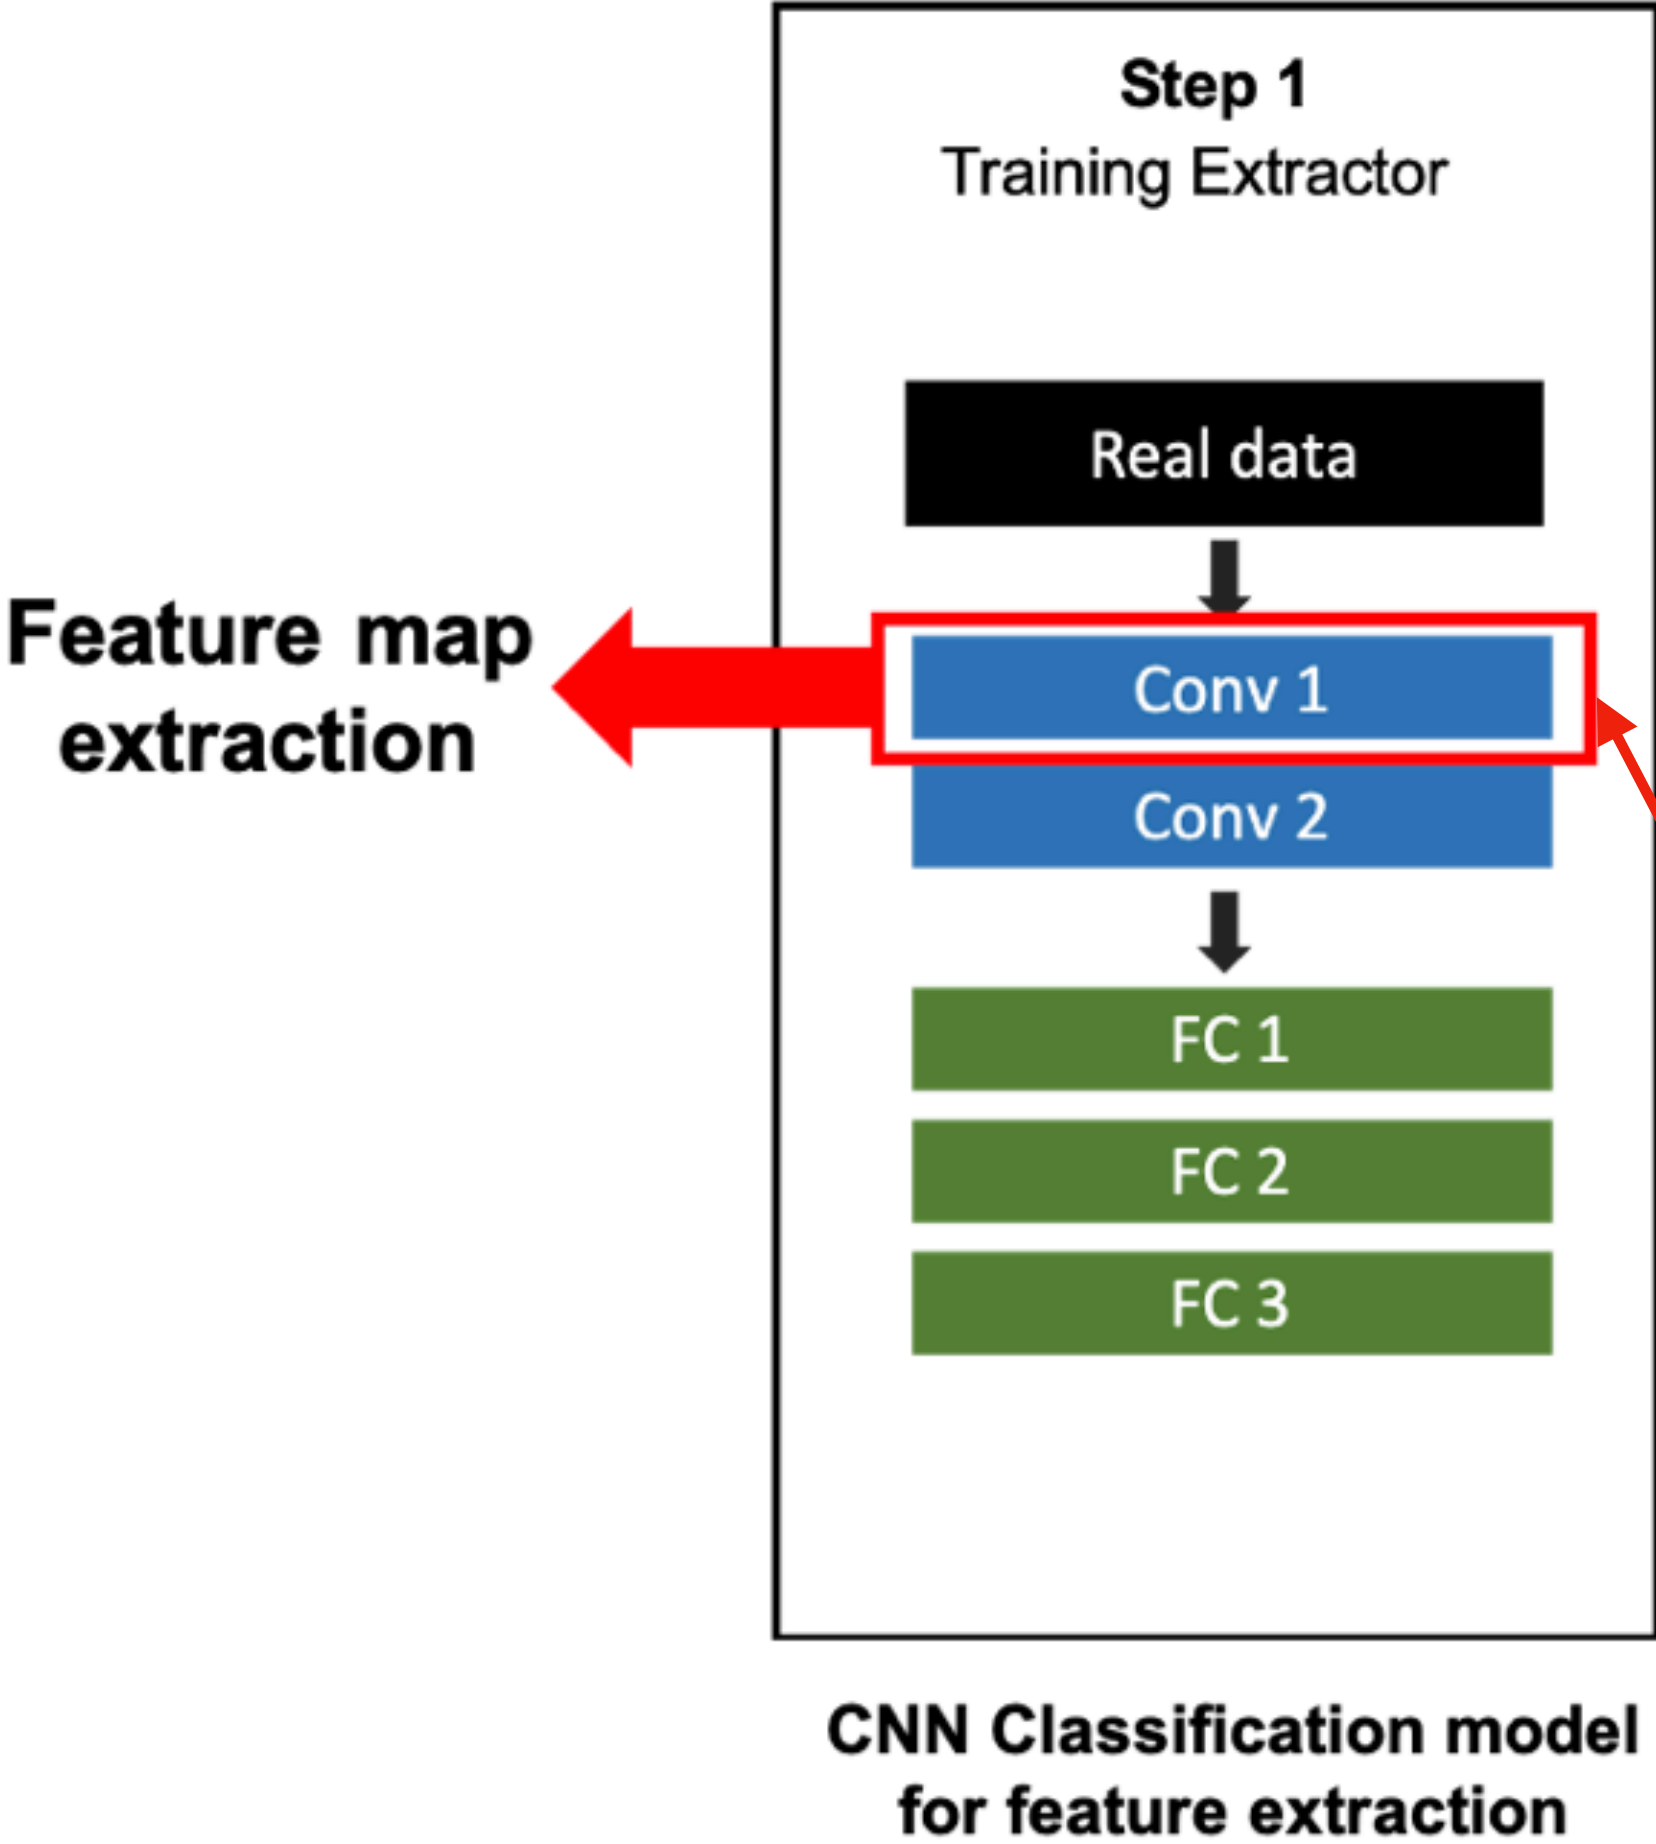 Step 1
Training Extractor
Real data
Feature map
extraction
Conv 1
Conv 2
FC 1
FC 2
FC 3
CNN Classification model
for feature extraction